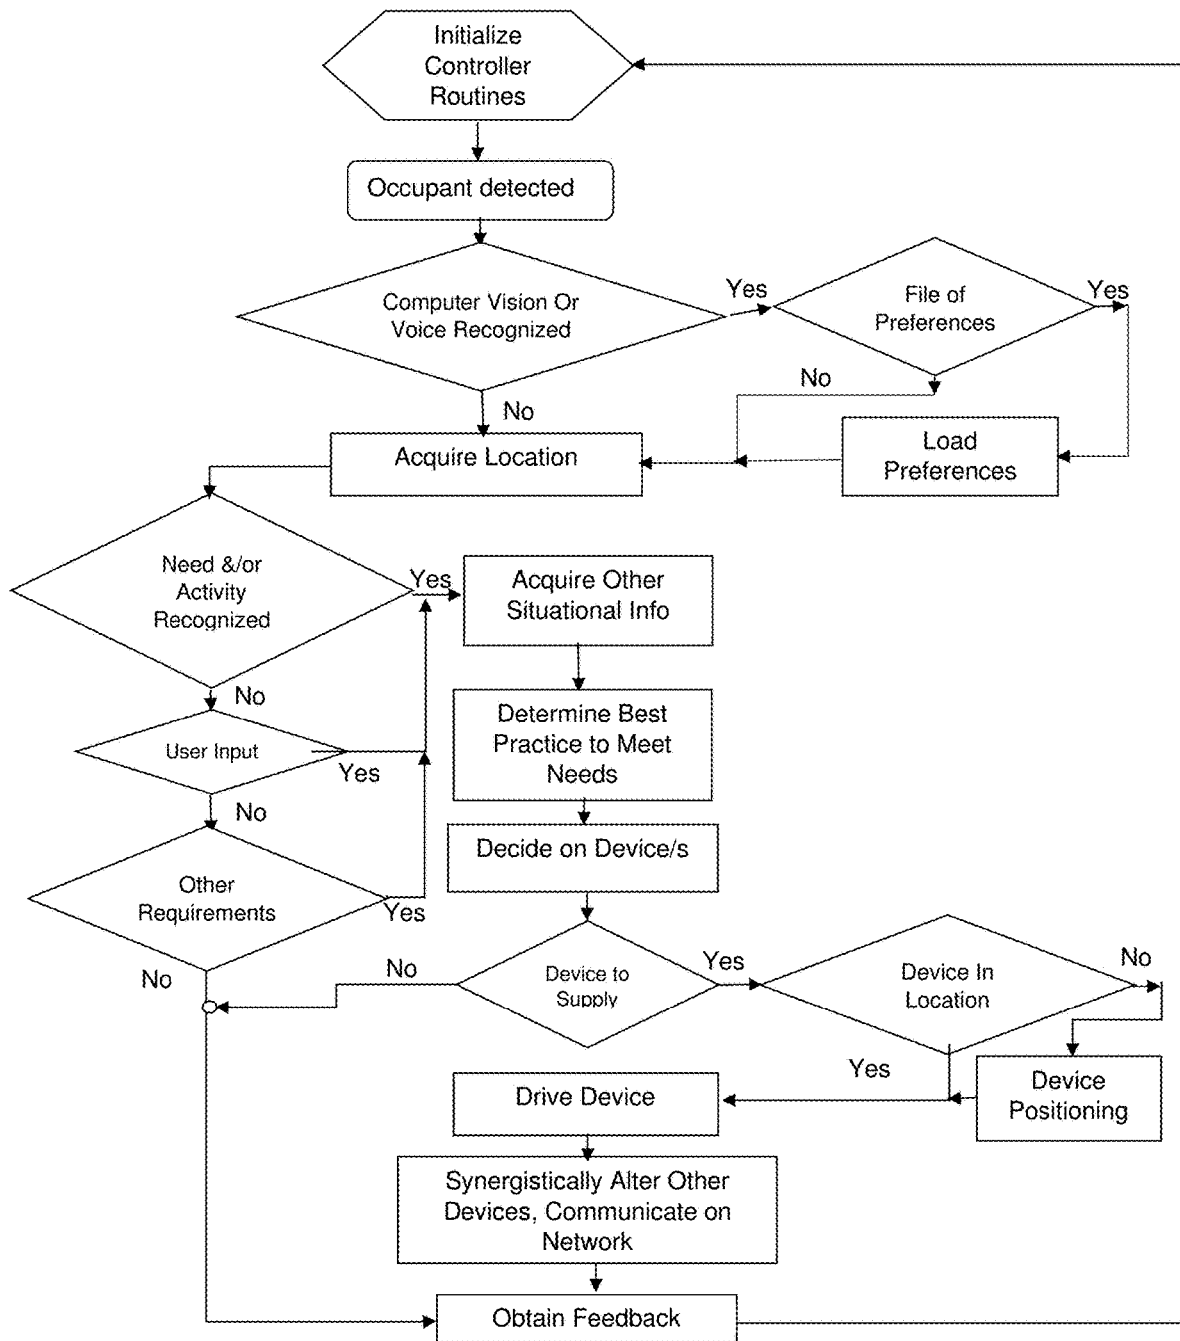 Initialize
Controller
Routines
Occupant detected
Computer Vision Or
Voice Recognized
Yes
File of
Preferences
Yes
No
No
Acquire Location
Load
Preferences
Need &/or
Activity
Recognized
Yes
Acquire Other
Situational Info
No
User Input
Yes
Determine Best
Practice to Meet
Needs
No
Decide on Device/s
Other
Requirements
Yes
No
No
Device to
Supply
Yes
Device In
Location
No
Yes
Drive Device
Device
Positioning
Synergistically Alter Other
Devices, Communicate on
Network
Obtain Feedback